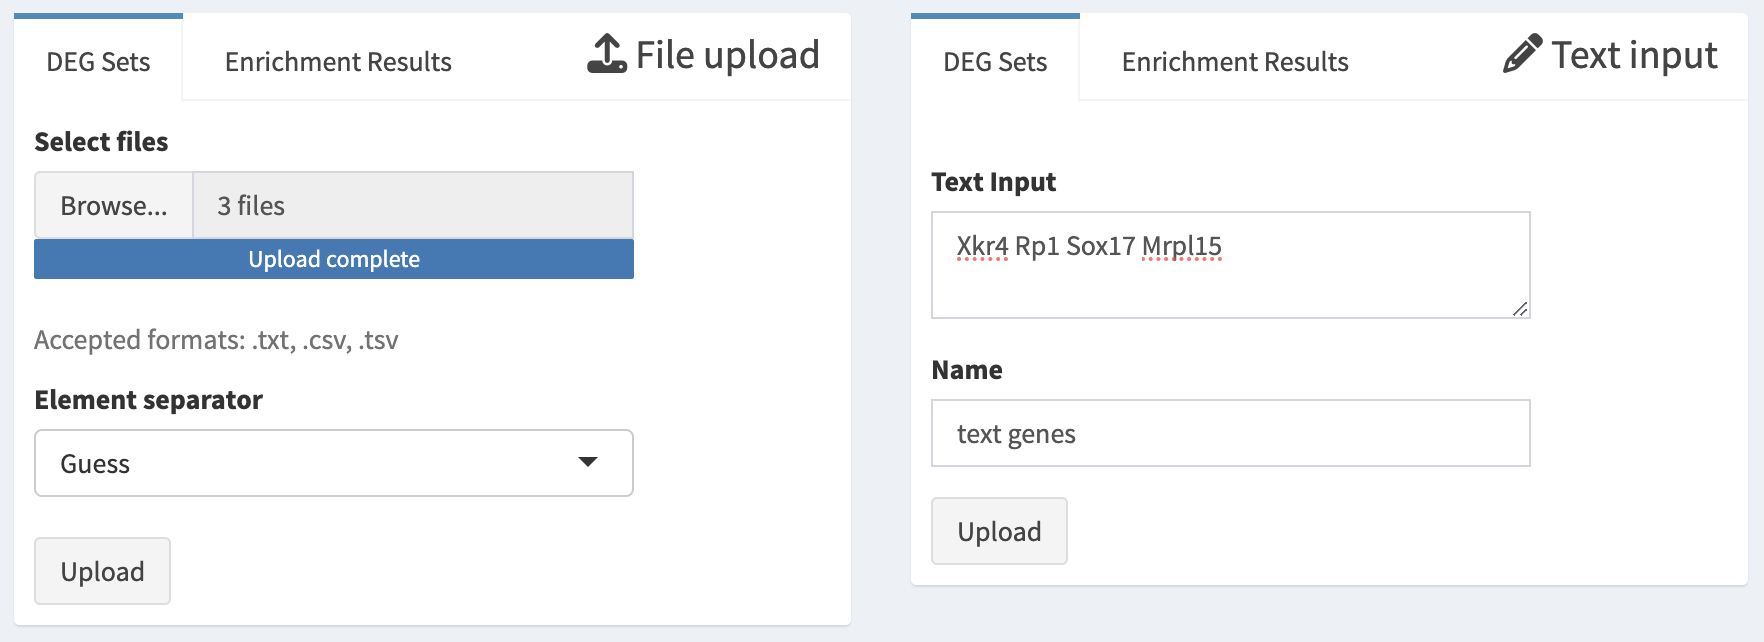 DEG Sets
Enrichment Results
File upload
Select files
Browse...
3 files
Upload complete
Accepted formats: .txt, .csv, .tsv
Element separator
Guess
Upload
DEG Sets
Enrichment Results
Text input
Text Input
Xkr4 Rp1 Sox17 Mrpl15
Name
text genes
Upload